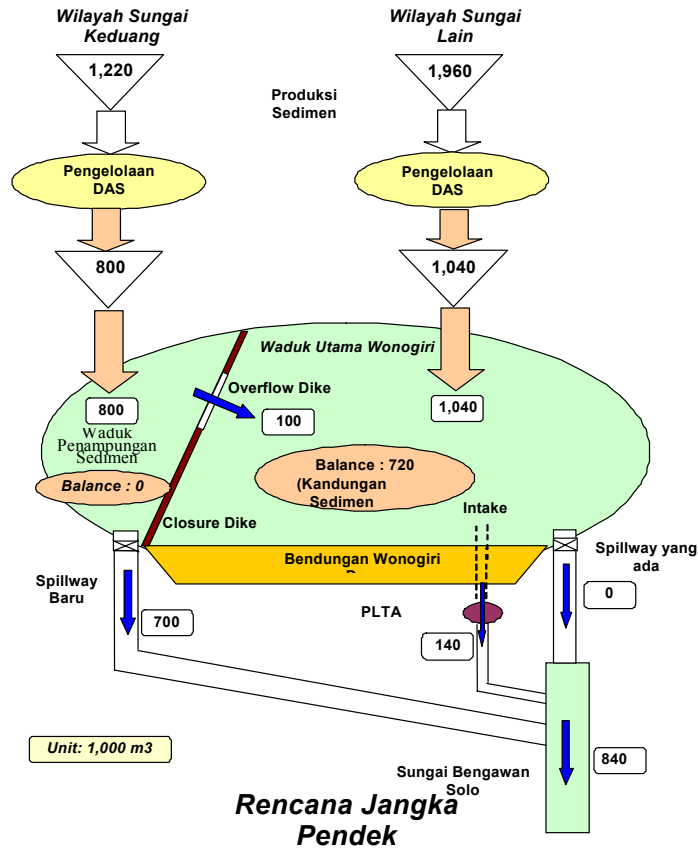 Wilayah Sungai
Keduang
Wilayah Sungai
Lain
1,220
1,960
Produksi
Sedimen
Pengelolaan
DAS
Pengelolaan
DAS
800
1,040
Waduk Utama Wonogiri
Overflow Dike
800
100
1,040
Waduk
Penampungan
Sedimen
Balance : 0
Balance : 720
(Kandungan
Sedimen
Intake
Closure Dike
Bendungan Wonogiri
Spillway yang
ada
Spillway
Baru
0
PLTA
700
140
Unit: 1,000 m3
840
Sungai Bengawan
Solo
Rencana Jangka
Pendek